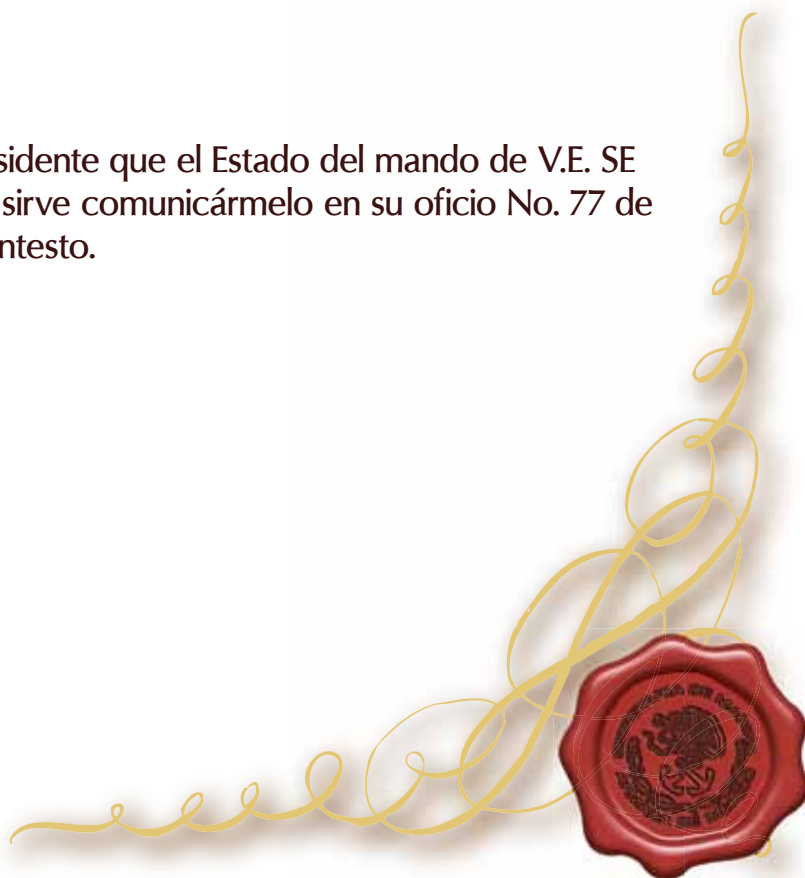 sidente que el Estado del mando de V.E. SE
sirve comunicármelo en su oficio No. 77 de
ntesto.